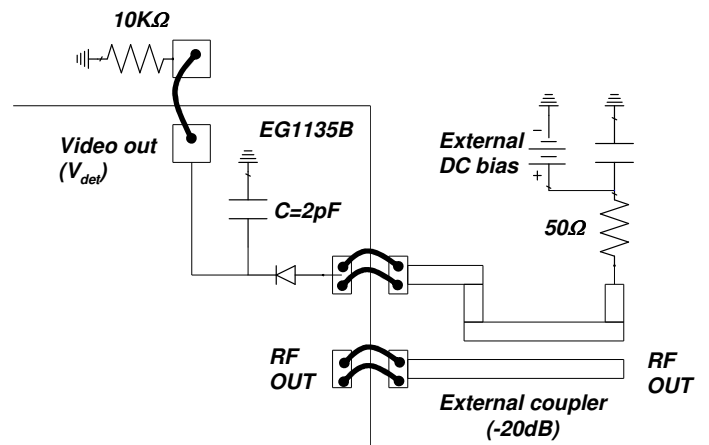 10KΩ
EG1135B
Video out
(Vdet)
C=2pF
External
DC bias
-
+
50Ω
RF
OUT
RF
OUT
External coupler
(-20dB)